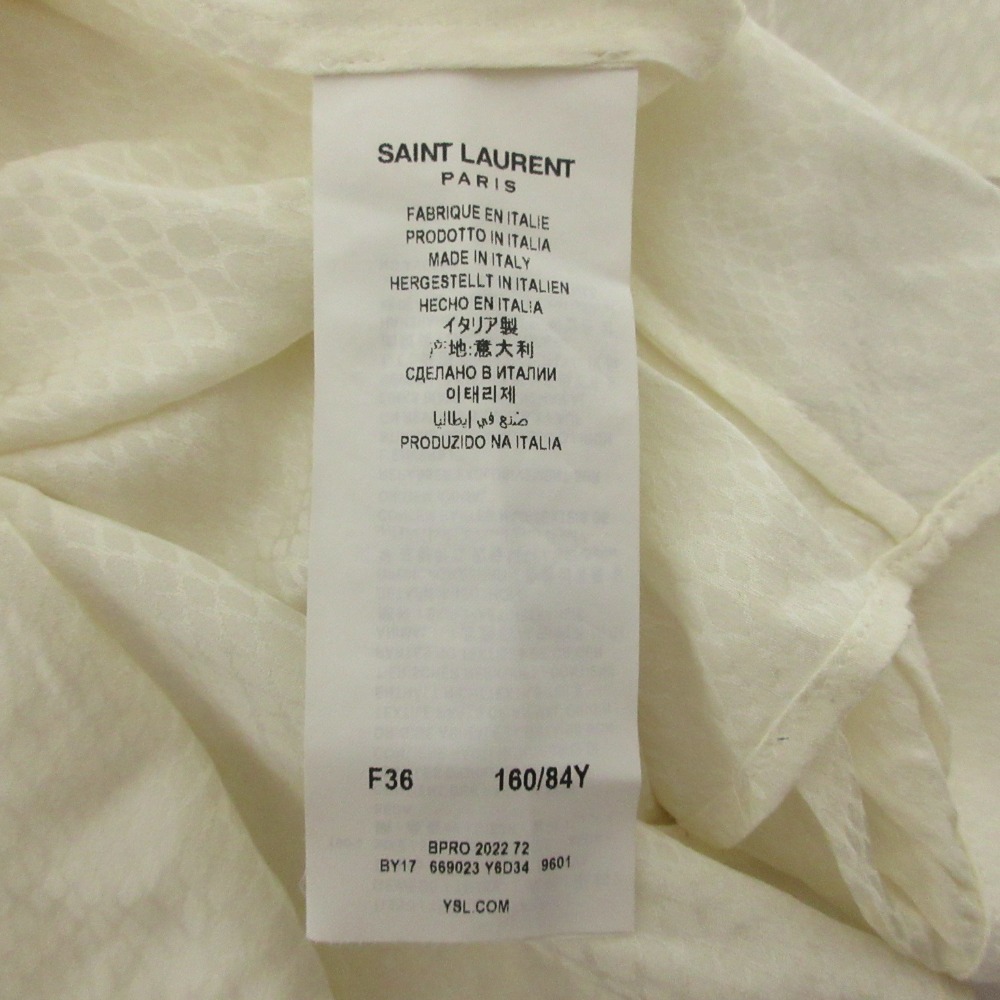 SAINT LAURENT
PARIS
FABRIQUE EN ITALIE
PRODOTTO IN ITALIA
MADE IN ITALY
HERGESTELLT IN ITALIEN
HECHO EN ITALIA
イタリア製
产地:意大利
СДЕЛАНО В ИТАЛИИ
이태리제
صنع في إيطاليا
PRODUZIDO NA ITALIA
F36 160/84Y
BPRO 2022 72
BY17 669023 Y6D34 9601
YSL.COM